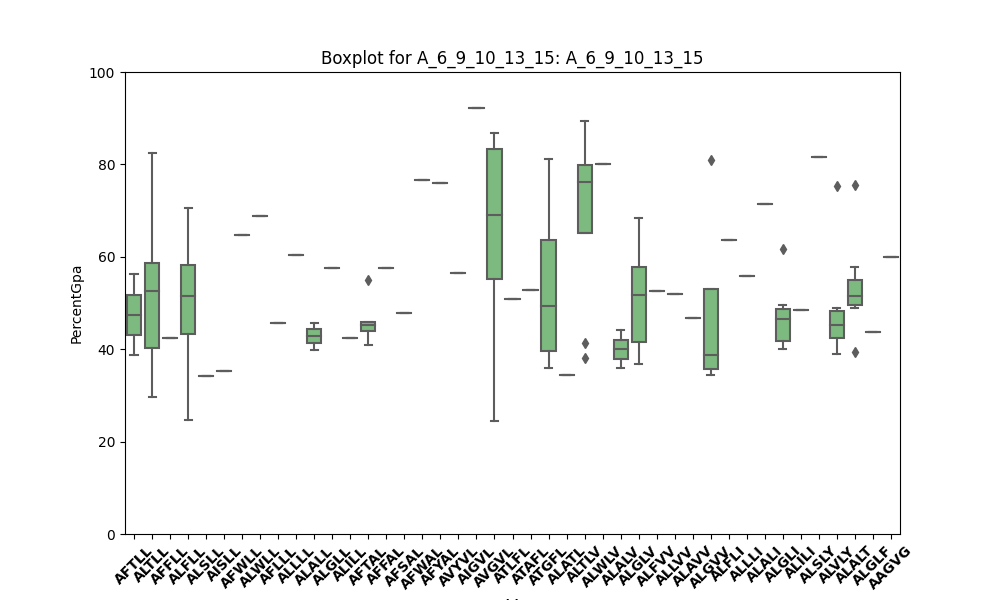 Boxplot for A_6_9_10_13_15: A_6_9_10_13_15
PercentGpa
100
80
60
40
20
0
AFTLL
ALTLL
AFFLL
ALFLL
ALSLL
AISLL
AFWLL
ALWLL
AFLLL
ALLLL
ALALL
ALGLL
ALILL
AFTAL
AFFAL
AFSAL
AFWAL
AFYAL
AVYVL
AIGVL
AVGVL
ATLFL
ATAFL
ATGFL
ALATL
ALTLV
ALWLV
ALALV
ALGLV
ALFVV
ALLVV
ALAVV
ALGVV
ALFLI
ALLLI
ALALI
ALGLI
ALILI
ALSLY
ALVLY
ALALT
ALGLF
AAGVG